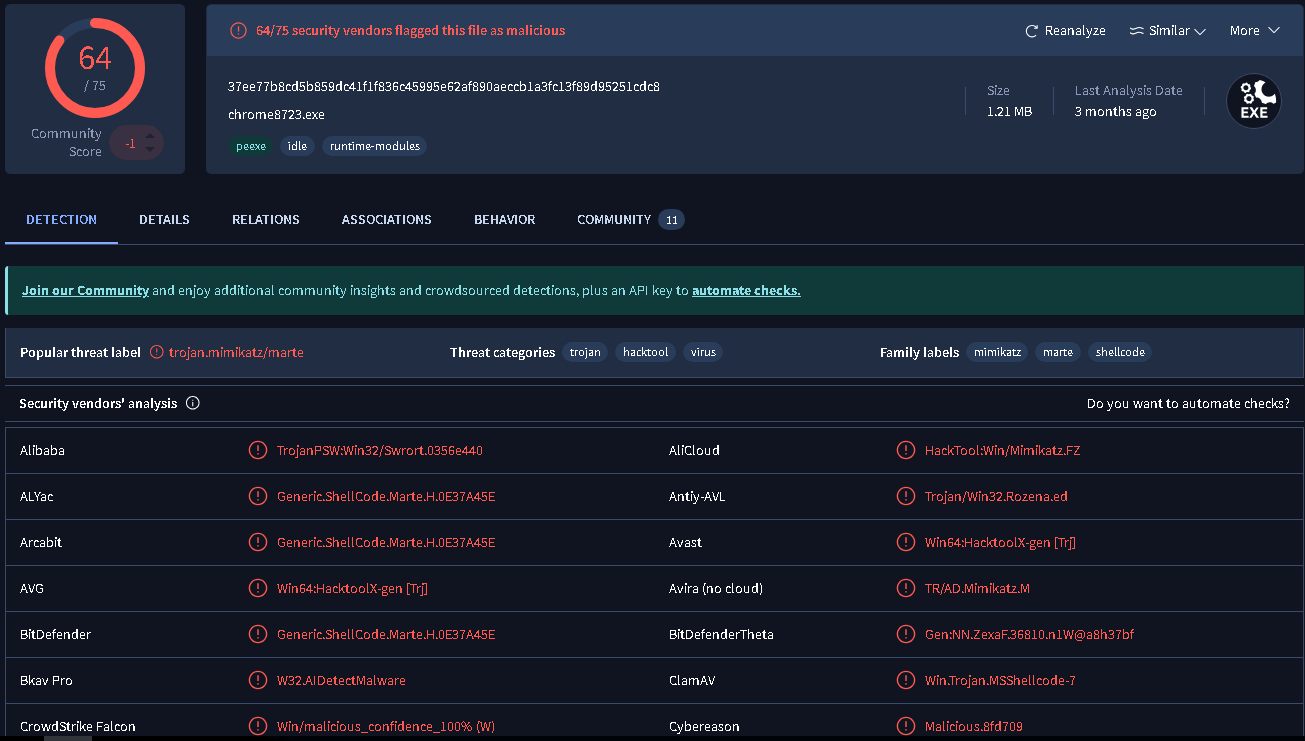 64
/ 75
Community
Score
-1
64/75 security vendors flagged this file as malicious
Reanalyze
Similar
More
37ee77b8cd5b859dc41f1f836c45995e62af890aeccb1a3fc13f89d95251cdc8
chrome8723.exe
peexe idle runtime-modules
Size
1.21 MB
Last Analysis Date
3 months ago
EXE
DETECTION DETAILS RELATIONS ASSOCIATIONS BEHAVIOR COMMUNITY 11
Join our Community and enjoy additional community insights and crowdsourced detections, plus an API key to automate checks.
Popular threat label trojan.mimikatz/marte Threat categories trojan hacktool virus Family labels mimikatz marte shellcode
Security vendors' analysis Do you want to automate checks?
Alibaba TrojanPSW:Win32/Swrort.0356e440 AliCloud HackTool:Win/Mimikatz.FZ
ALYac Generic.ShellCode.Marte.H.0E37A45E Antiy-AVL Trojan/Win32.Rozena.ed
Arcabit Generic.ShellCode.Marte.H.0E37A45E Avast Win64:HacktoolX-gen [Trj]
AVG Win64:HacktoolX-gen [Trj] Avira (no cloud) TR/AD.Mimikatz.M
BitDefender Generic.ShellCode.Marte.H.0E37A45E BitDefenderTheta Gen:NN.ZexaF.36810.n1W@a8h37bf
Bkav Pro W32.AIDetectMalware ClamAV Win.Trojan.MSShellcode-7
CrowdStrike Falcon Win/malicious_confidence_100% (W) Cybereason Malicious.8fd709